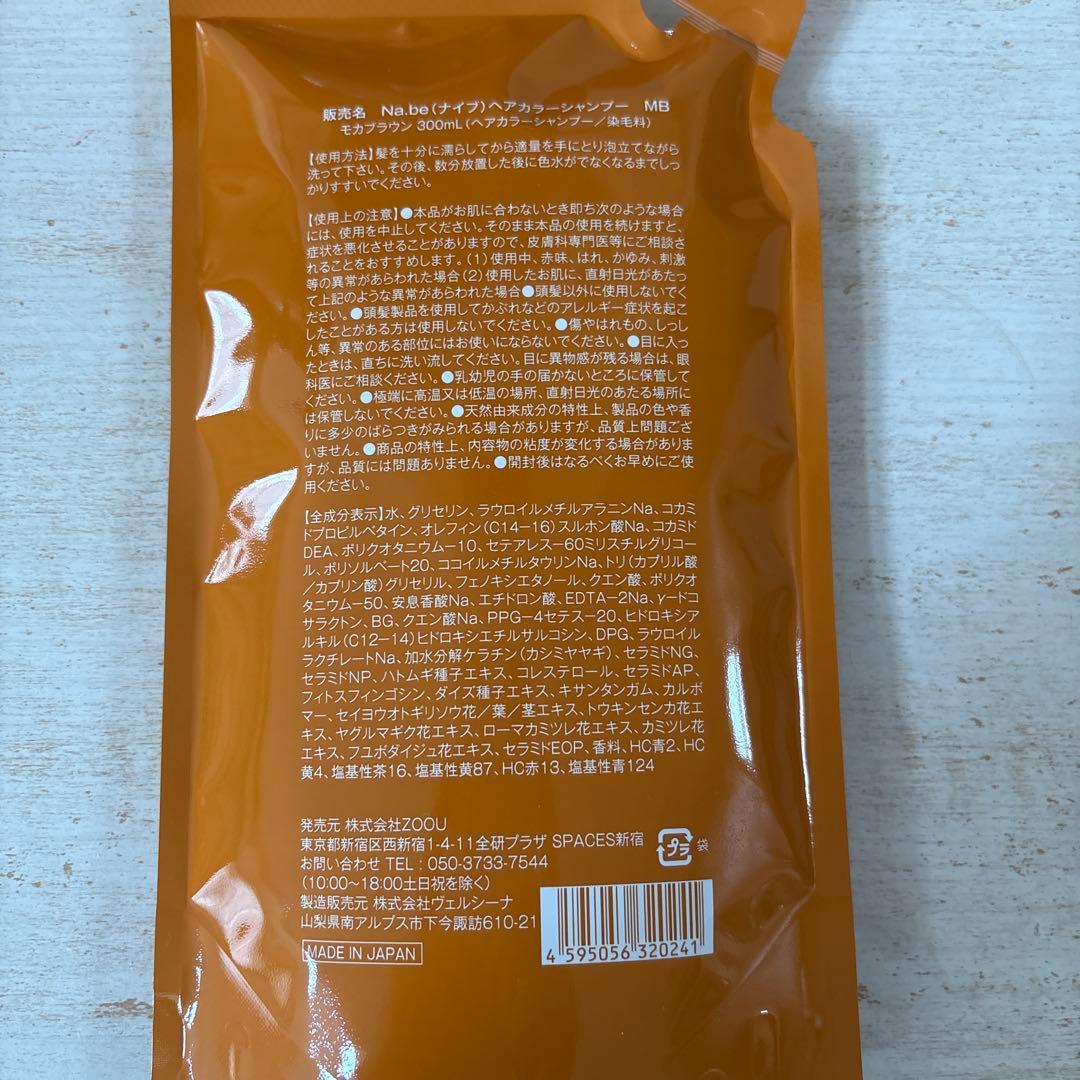 販売名 Na.be(ナイブ)ヘアカラーシャンプー MB
モカブラウン 300mL(ヘアカラーシャンプー/染毛料)
【使用方法】髪を十分に濡らしてから適量を手にとり泡立てながら
洗って下さい。その後、数分放置した後に色水がでなくなるまでしっ
かりすすいでください。
【使用上の注意】●本品がお肌に合わないとき即ち次のような場合
には、使用を中止してください。そのまま本品の使用を続けますと、
症状を悪化させることがありますので、皮膚科専門医等にご相談さ
れることをおすすめします。(1)使用中、赤味、はれ、かゆみ、刺激
等の異常があらわれた場合(2)使用したお肌に、直射日光があたっ
て上記のような異常があらわれた場合●頭髪以外に使用しないでく
ださい。●頭髪製品を使用してかぶれなどのアレルギー症状を起こ
したことがある方は使用しないでください。●傷やはれもの、しっし
ん等、異常のある部位にはお使いにならないでください。●目に入っ
たときは、直ちに洗い流してください。目に異物感が残る場合は、眼
科医にご相談ください。●乳幼児の手の届かないところに保管して
ください。●極端に高温又は低温の場所、直射日光のあたる場所に
は保管しないでください。●天然由来成分の特性上、製品の色や香
りに多少のばらつきがみられる場合がありますが、品質上問題ござ
いません。●商品の特性上、内容物の粘度が変化する場合がありま
すが、品質には問題ありません。●開封後はなるべくお早めにご使
用ください。
【全成分表示】水、グリセリン、ラウロイルメチルアラニンNa、コカミ
ドプロピルベタイン、オレフィン(C14-16)スルホン酸Na、コカミド
DEA、ポリクオタニウム-10、セテアレス-60ミリスチルグリコー
ル、ポリソルベート20、ココイルメチルタウリンNa、トリ(カプリル酸
/カプリン酸)グリセリル、フェノキシエタノール、クエン酸、ポリクオ
タニウム-50、安息香酸Na、エチドロン酸、EDTA-2Na、γ-ドコ
サラクトン、BG、クエン酸Na、PPG-4セテス-20、ヒドロキシア
ルキル(C12-14)ヒドロキシエチルサルコシン、DPG、ラウロイル
ラクチレートNa、加水分解ケラチン(カシミヤヤギ)、セラミドNG、
セラミドNP、ハトムギ種子エキス、コレステロール、セラミドAP、
フィトスフィンゴシン、ダイズ種子エキス、キサンタンガム、カルボ
マー、セイヨウオトギリソウ花/葉/茎エキス、トウキンセンカ花エ
キス、ヤグルマギク花エキス、ローマカミツレ花エキス、カミツレ花
エキス、フユボダイジュ花エキス、セラミドEOP、香料、HC青2、HC
黄4、塩基性茶16、塩基性黄87、HC赤13、塩基性青124
発売元 株式会社ZOOU
東京都新宿区西新宿1-4-11全研プラザ SPACES新宿
お問い合わせ TEL:050-3733-7544
(10:00~18:00土日祝を除く)
製造販売元 株式会社ヴェルシーナ
山梨県南アルプス市下今諏訪610-21
MADE IN JAPAN
プラ 袋
4 595056 320241